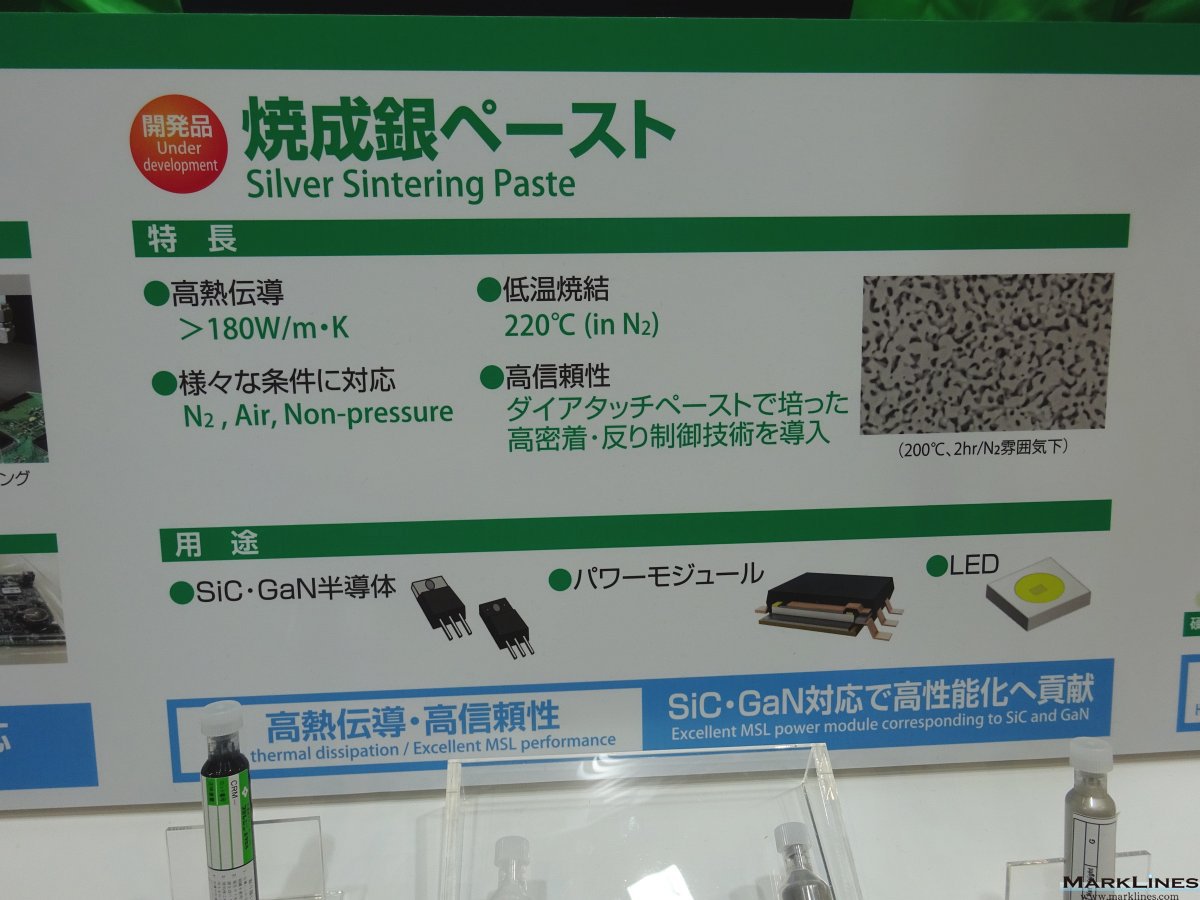 開発品
Under
development
焼成銀ペースト
Silver Sintering Paste
特 長
●高熱伝導
＞180W/m・K
●低温焼結
220℃ (in N₂)
●様々な条件に対応
N₂ , Air, Non-pressure
●高信頼性
ダイアタッチペーストで培った
高密着・反り制御技術を導入
(200℃、2hr/N₂雰囲気下)
ング
用 途
●SiC・GaN半導体
●パワーモジュール
●LED
高熱伝導・高信頼性
thermal dissipation / Excellent MSL performance
SiC・GaN対応で高性能化へ貢献
Excellent MSL power module corresponding to SiC and GaN
応
CRM-
G
MARKLINES
www.marklines.com